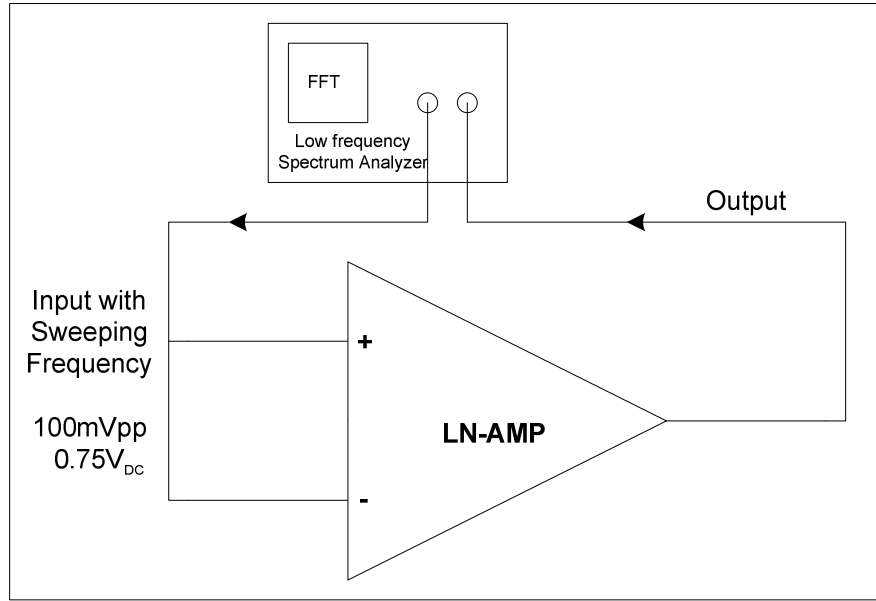 FFT
Low frequency
Spectrum Analyzer
Output
Input with
Sweeping
Frequency
100mVpp
0.75VDC
+
LN-AMP
-